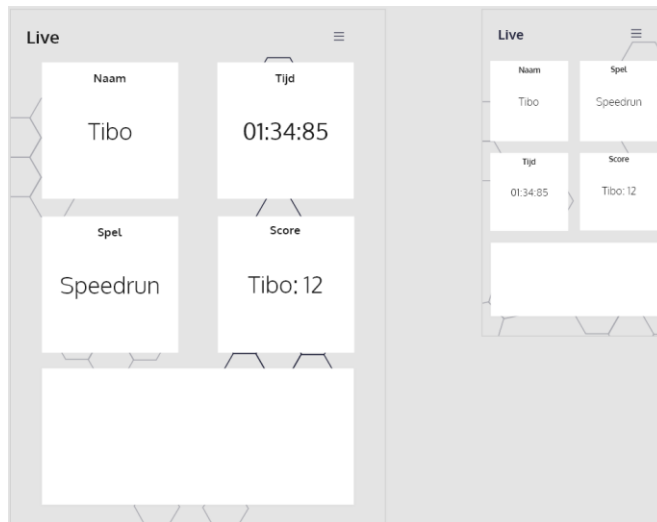 Live
Naam
Tijd
Tibo
01:34:85
Spel
Score
Speedrun
Tibo: 12
Live
Naam
Spel
Tibo
Speedrun
Tijd
Score
01:34:85
Tibo: 12